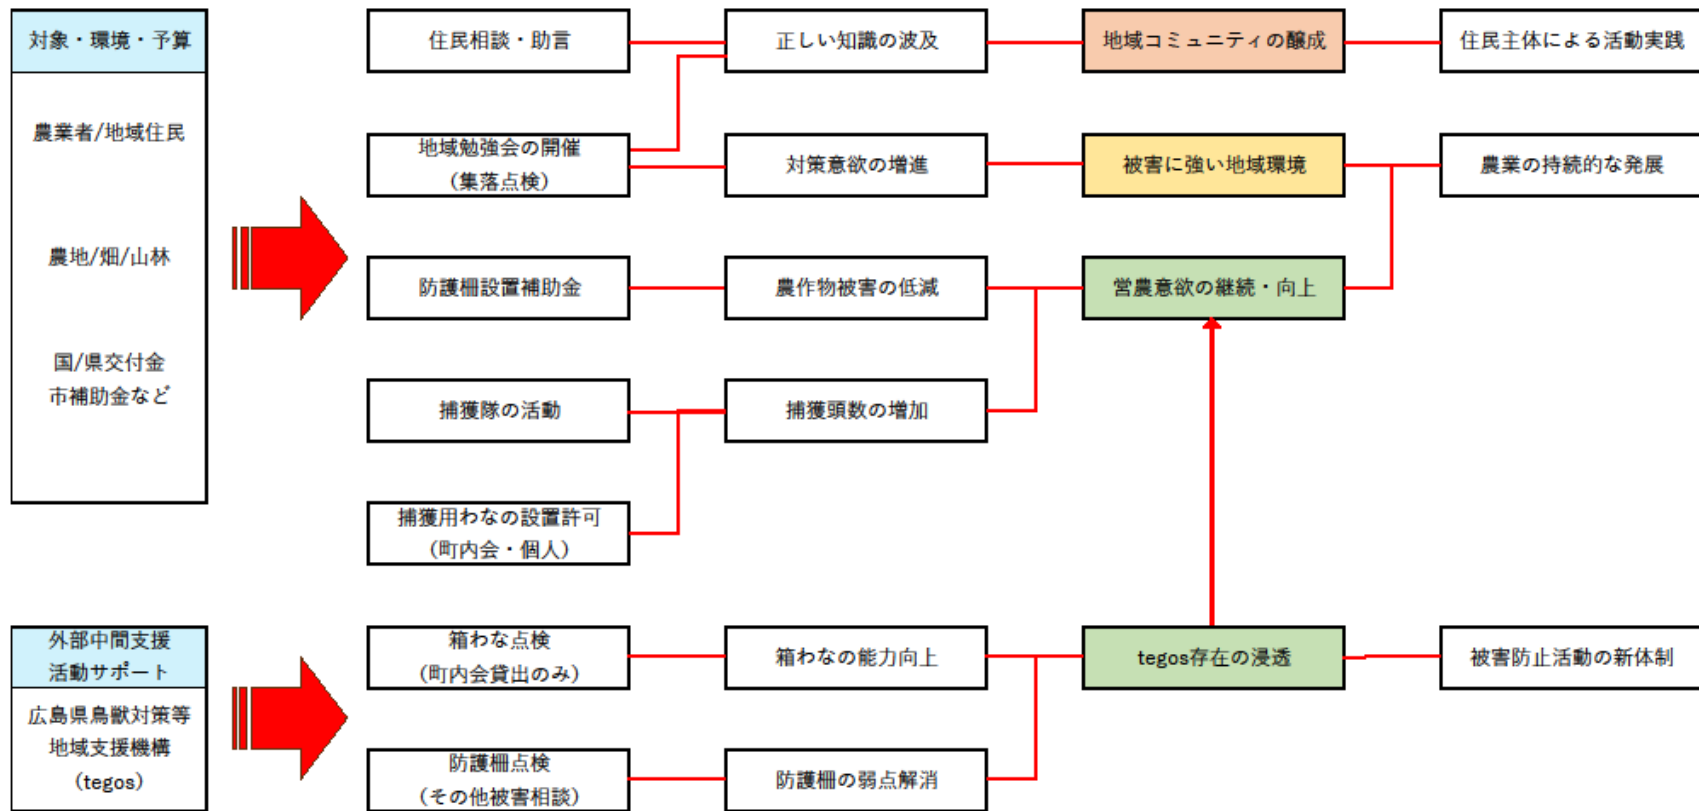 対象・環境・予算
農業者/地域住民
農地/畑/山林
国/県交付金
市補助金など
住民相談・助言
正しい知識の波及
地域コミュニティの醸成
住民主体による活動実践
地域勉強会の開催
(集落点検)
対策意欲の増進
被害に強い地域環境
農業の持続的な発展
防護柵設置補助金
農作物被害の低減
営農意欲の継続・向上
捕獲隊の活動
捕獲頭数の増加
捕獲用わなの設置許可
(町内会・個人)
外部中間支援
活動サポート
広島県鳥獣対策等
地域支援機構
(tegos)
箱わな点検
(町内会貸出のみ)
箱わなの能力向上
tegos存在の浸透
被害防止活動の新体制
防護柵点検
(その他被害相談)
防護柵の弱点解消